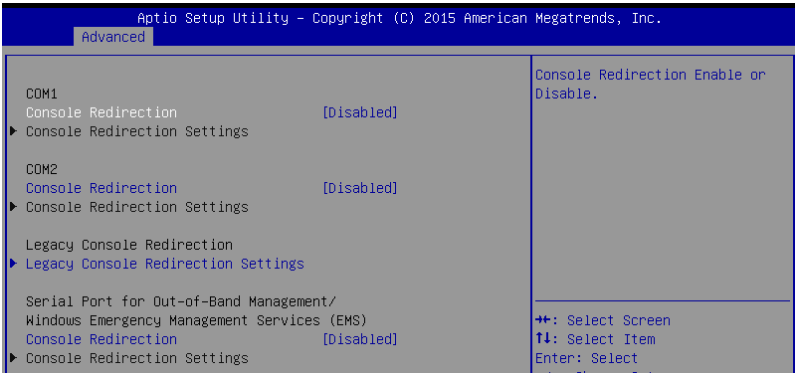 Aptio Setup Utility – Copyright (C) 2015 American Megatrends, Inc.
Advanced
COM1
Console Redirection [Disabled]
Console Redirection Settings
COM2
Console Redirection [Disabled]
Console Redirection Settings
Legacy Console Redirection
Legacy Console Redirection Settings
Serial Port for Out-of-Band Management/
Windows Emergency Management Services (EMS)
Console Redirection [Disabled]
Console Redirection Settings
Console Redirection Enable or
Disable.
→←: Select Screen
↑↓: Select Item
Enter: Select